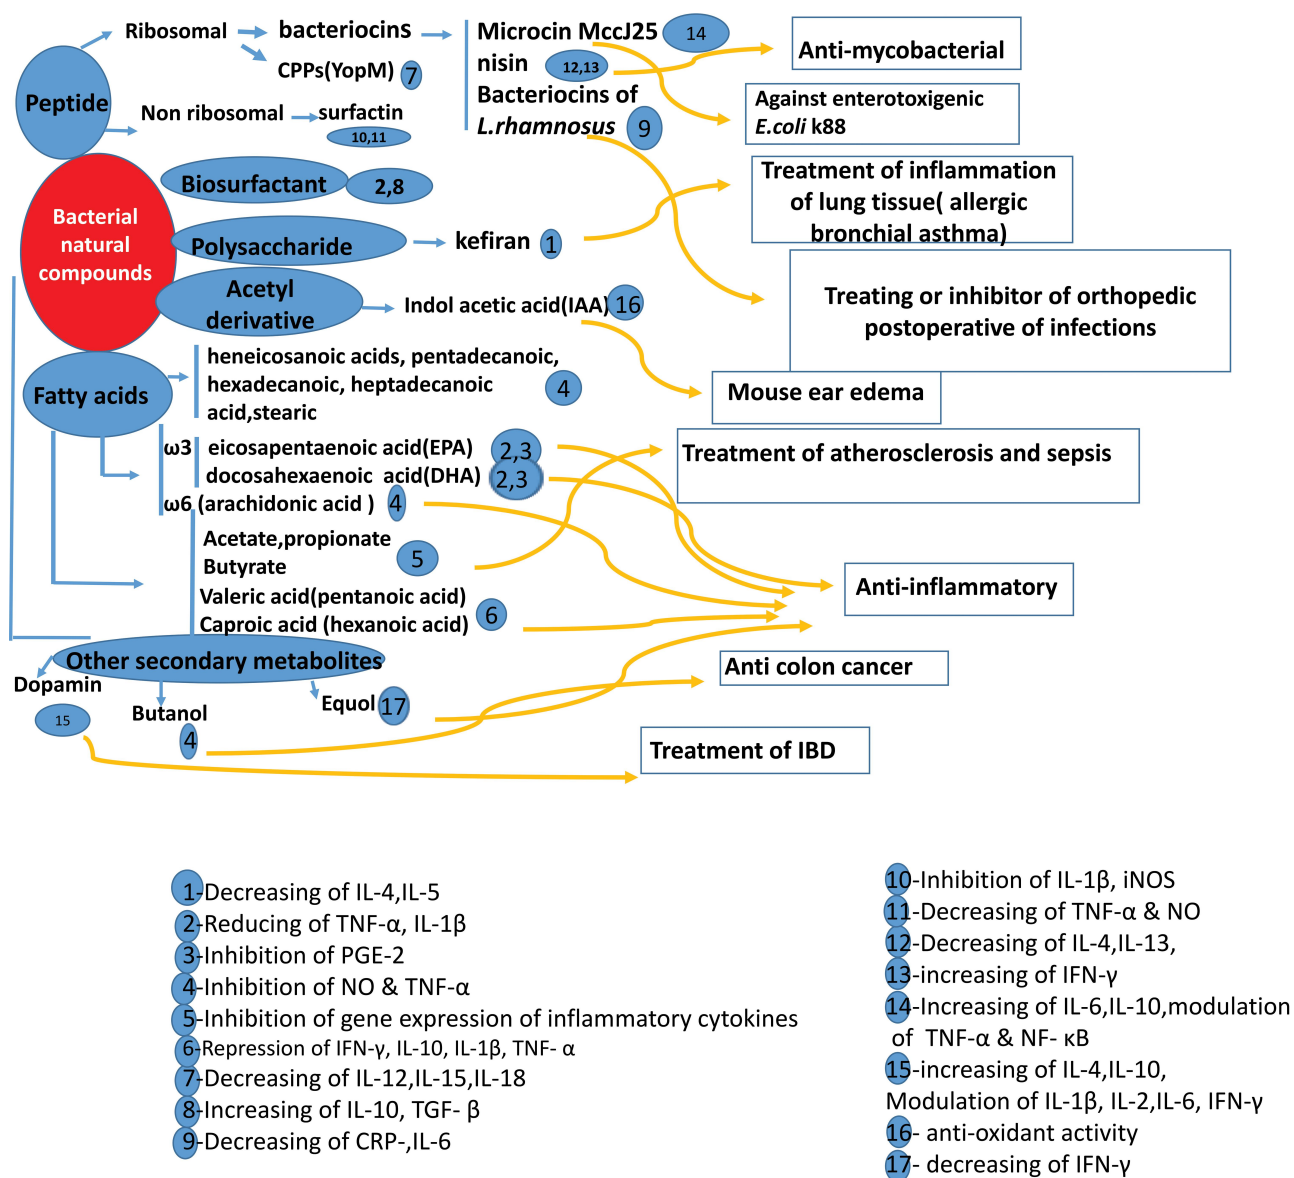 Ribosomal
bacteriocins
Microcin MccJ25
14
Anti-mycobacterial
CPPs(YopM)
7
nisin
12,13
Peptide
Bacteriocins of
L.rhamnosus
9
Against enterotoxigenic
E.coli k88
Non ribosomal
surfactin
10,11
Biosurfactant
2,8
Treatment of inflammation
of lung tissue( allergic
bronchial asthma)
Bacterial
natural
compounds
Polysaccharide
kefiran
1
Acetyl
derivative
Indol acetic acid(IAA)
16
Treating or inhibitor of orthopedic
postoperative of infections
Fatty acids
heneicosanoic acids, pentadecanoic,
hexadecanoic, heptadecanoic
acid,stearic
4
Mouse ear edema
ω3
eicosapentaenoic acid(EPA)
2,3
docosahexaenoic acid(DHA)
2,3
Treatment of atherosclerosis and sepsis
ω6 (arachidonic acid )
4
Acetate,propionate
Butyrate
5
Valeric acid(pentanoic acid)
Caproic acid (hexanoic acid)
6
Anti-inflammatory
Other secondary metabolites
Anti colon cancer
Dopamin
15
Butanol
4
Equol
17
Treatment of IBD
1-Decreasing of IL-4,IL-5
2-Reducing of TNF-α, IL-1β
3-Inhibition of PGE-2
4-Inhibition of NO & TNF-α
5-Inhibition of gene expression of inflammatory cytokines
6-Repression of IFN-γ, IL-10, IL-1β, TNF- α
7-Decreasing of IL-12,IL-15,IL-18
8-Increasing of IL-10, TGF- β
9-Decreasing of CRP-,IL-6
10-Inhibition of IL-1β, iNOS
11-Decreasing of TNF-α & NO
12-Decreasing of IL-4,IL-13,
13-increasing of IFN-γ
14-Increasing of IL-6,IL-10,modulation
of TNF-α & NF- κB
15-increasing of IL-4,IL-10,
Modulation of IL-1β, IL-2,IL-6, IFN-γ
16- anti-oxidant activity
17- decreasing of IFN-γ